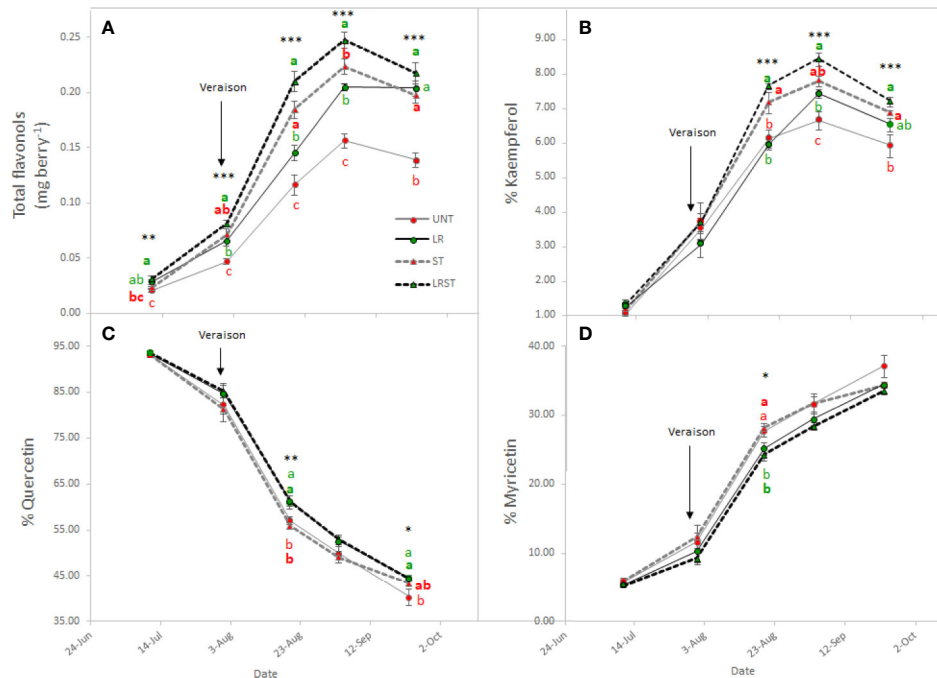 A
Total flavonols
(mg berry⁻¹)
0.25
0.20
0.15
0.10
0.05
0.00
Veraison
** *** *** *** ***
a
ab
bc
c
a
ab
b
c
a
a
b
c
a
b
b
c
a
a
a
b
UNT
LR
ST
LRST
B
% Kaempferol
9.00
8.00
7.00
6.00
5.00
4.00
3.00
2.00
1.00
Veraison
*** *** ***
a
a
b
b
a
ab
b
c
a
a
ab
b
C
% Quercetin
95.00
85.00
75.00
65.00
55.00
45.00
35.00
Veraison
** *
a
a
b
b
a
a
ab
b
24-Jun 14-Jul 3-Aug 23-Aug 12-Sep 2-Oct
Date
D
% Myricetin
40.00
30.00
20.00
10.00
0.00
Veraison
*
a
a
b
b
24-Jun 14-Jul 3-Aug 23-Aug 12-Sep 2-Oct
Date